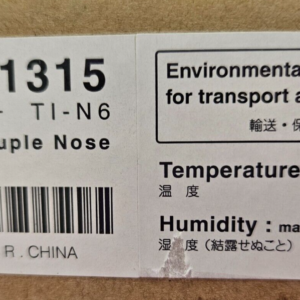 1315
TI-N6
uple Nose
R.CHINA
Environmenta
for transport a
輸送・保
Temperature
温 度
Humidity : ma
湿 度 (結露せぬこと)